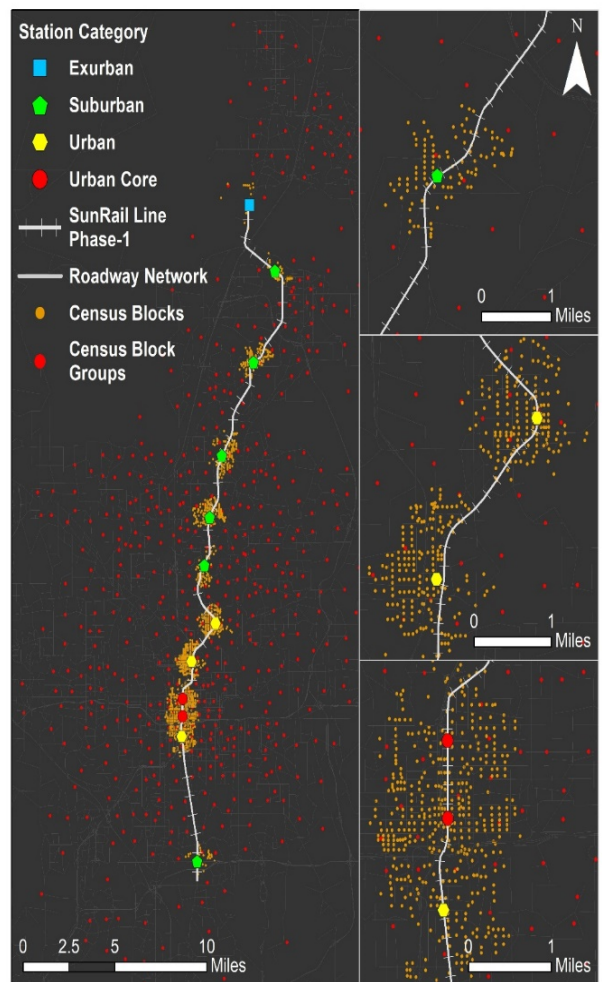 Station Category
Exurban
Suburban
Urban
Urban Core
SunRail Line
Phase-1
Roadway Network
Census Blocks
Census Block
Groups
0 2.5 5 10
Miles
N
0 1
Miles
0 1
Miles
0 1
Miles